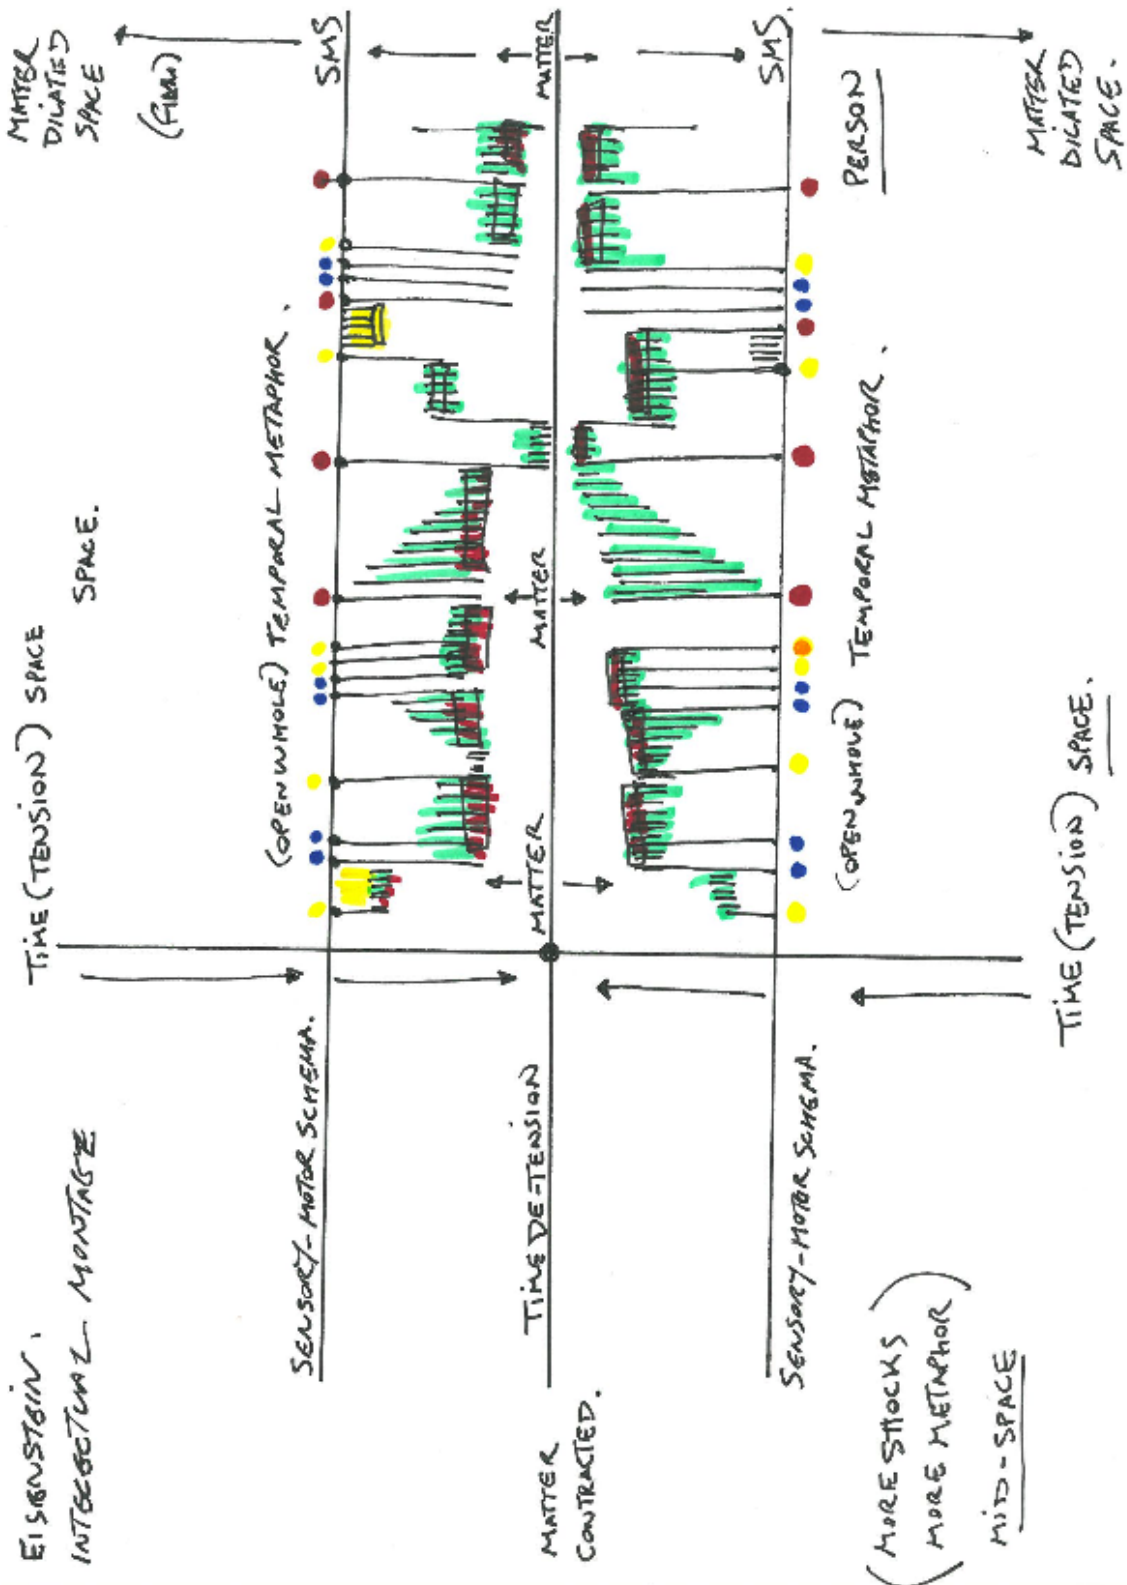 EISENSTEIN.
INTELLECTUAL MONTAGE
TIME (TENSION) SPACE
SPACE.
MATTER
DILATED
SPACE
(FILM)
SENSORY-MOTOR SCHEMA.
SMS
(OPEN WHOLE) TEMPORAL METAPHOR.
MATTER
CONTRACTED.
TIME DE-TENSION
MATTER
MATTER
MATTER
SENSORY-MOTOR SCHEMA.
SMS.
(OPEN WHOLE) TEMPORAL METAPHOR.
PERSON
(MORE SHOCKS
MORE METAPHOR)
MID-SPACE
TIME (TENSION) SPACE.
MATTER
DILATED
SPACE.